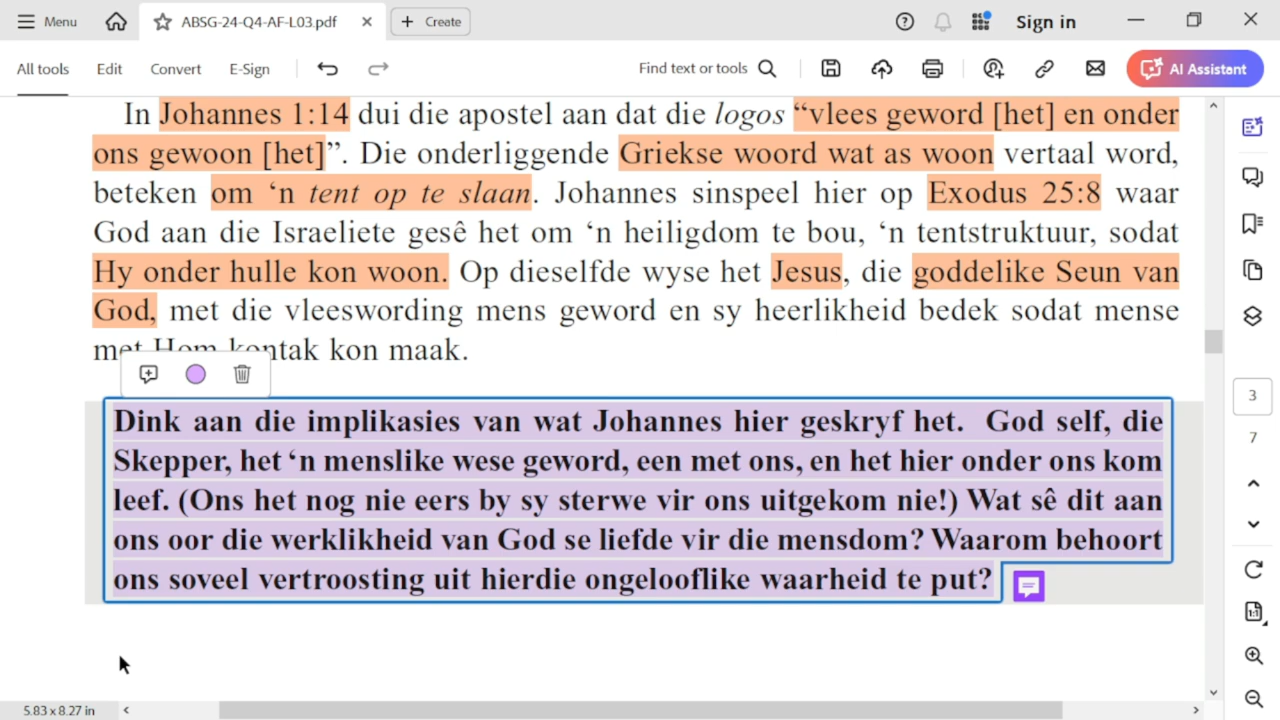 Menu
ABSG-24-Q4-AF-L03.pdf
Create
Sign in
All tools
Edit
Convert
E-Sign
Find text or tools
AI Assistant
In Johannes 1:14 dui die apostel aan dat die logos “vlees geword [het] en onder
ons gewoon [het]”. Die onderliggende Griekse woord wat as woon vertaal word,
beteken om ‘n tent op te slaan. Johannes sinspeel hier op Exodus 25:8 waar
God aan die Israeliete gesê het om ‘n heiligdom te bou, ‘n tentstruktuur, sodat
Hy onder hulle kon woon. Op dieselfde wyse het Jesus, die goddelike Seun van
God, met die vleeswording mens geword en sy heerlikheid bedek sodat mense
met Hom kontak kon maak.
Dink aan die implikasies van wat Johannes hier geskryf het. God self, die
Skepper, het ‘n menslike wese geword, een met ons, en het hier onder ons kom
leef. (Ons het nog nie eers by sy sterwe vir ons uitgekom nie!) Wat sê dit aan
ons oor die werklikheid van God se liefde vir die mensdom? Waarom behoort
ons soveel vertroosting uit hierdie ongelooflike waarheid te put?
3
7
1:1
5.83 x 8.27 in